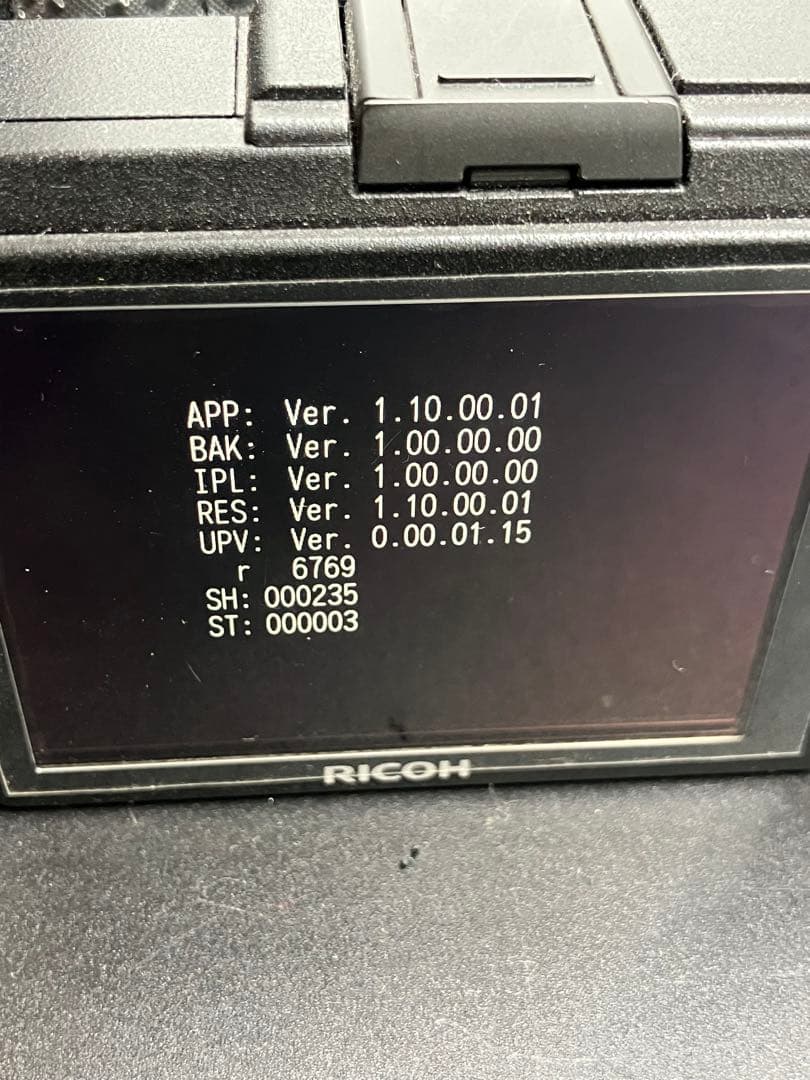 APP: Ver. 1.10.00.01
BAK: Ver. 1.00.00.00
IPL: Ver. 1.00.00.00
RES: Ver. 1.10.00.01
UPV: Ver. 0.00.01.15
r 6769
SH: 000235
ST: 000003
RICOH